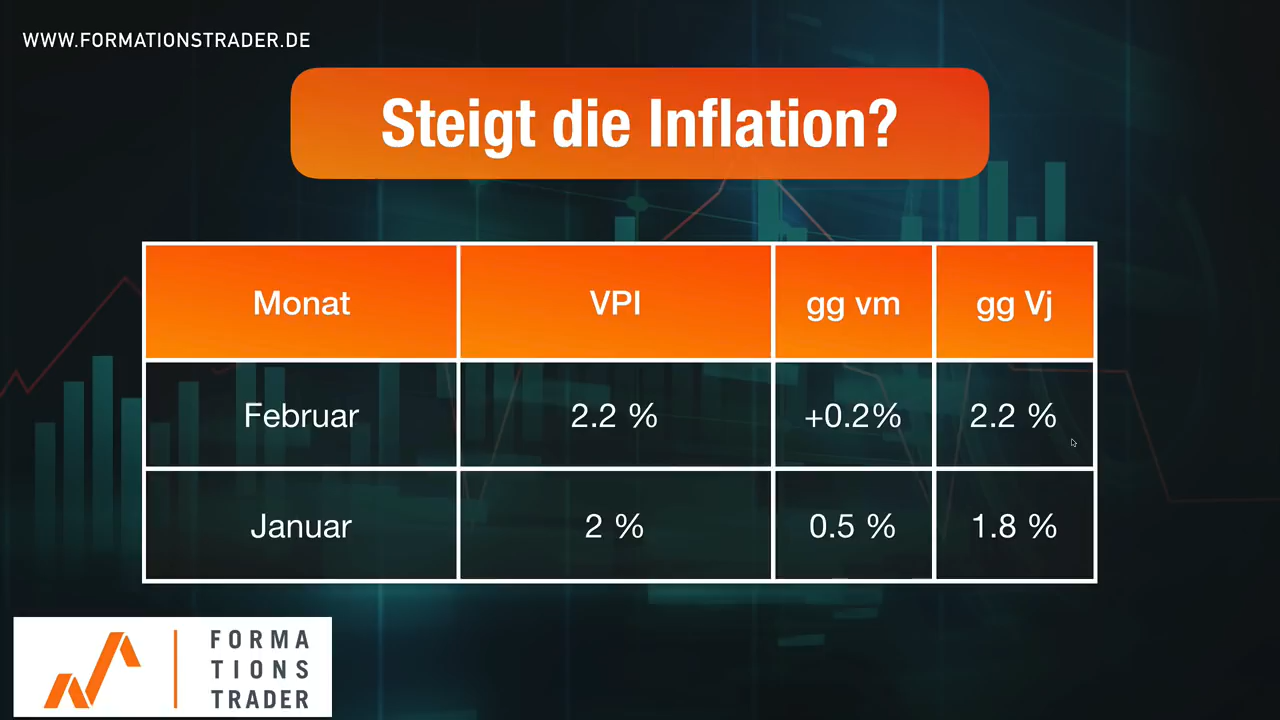 WWW.FORMATIONSTRADER.DE
Steigt die Inflation?
Monat VPI gg vm gg Vj
Februar 2.2 % +0.2% 2.2 %
Januar 2 % 0.5 % 1.8 %
FORMA
TIONS
TRADER